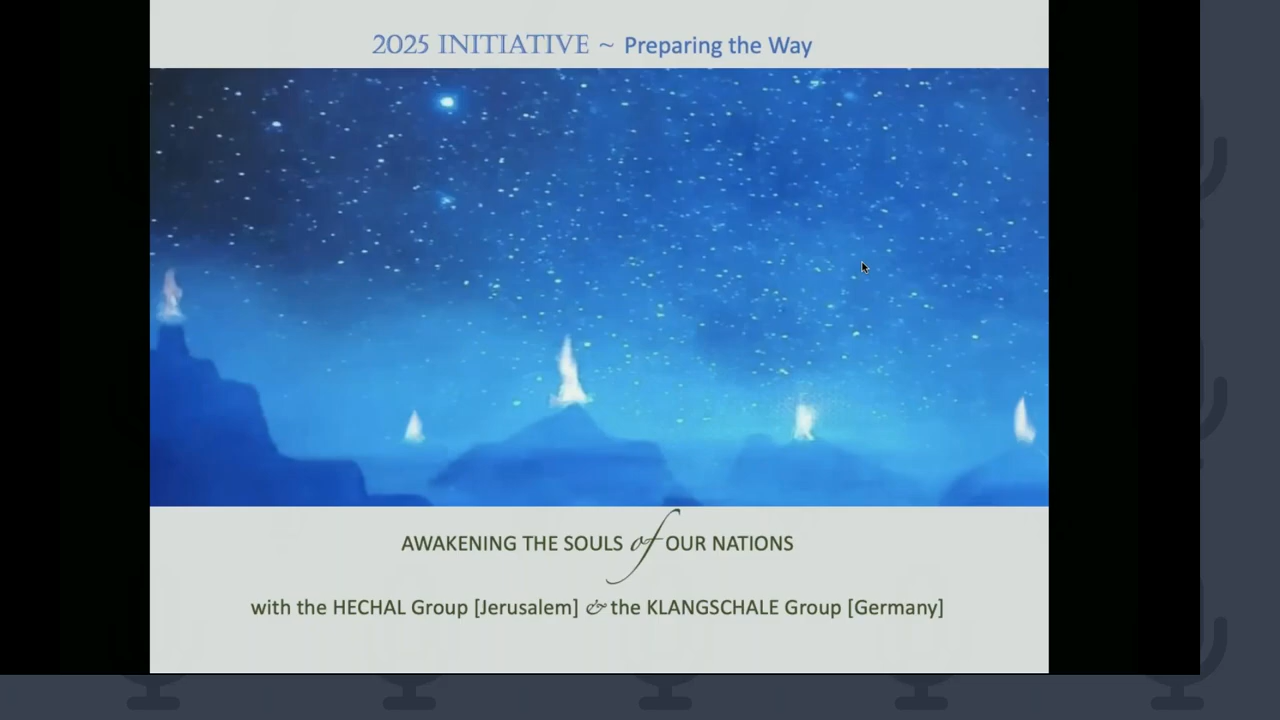 2025 INITIATIVE ~ Preparing the Way
AWAKENING THE SOULS of OUR NATIONS
with the HECHAL Group [Jerusalem] & the KLANGSCHALE Group [Germany]